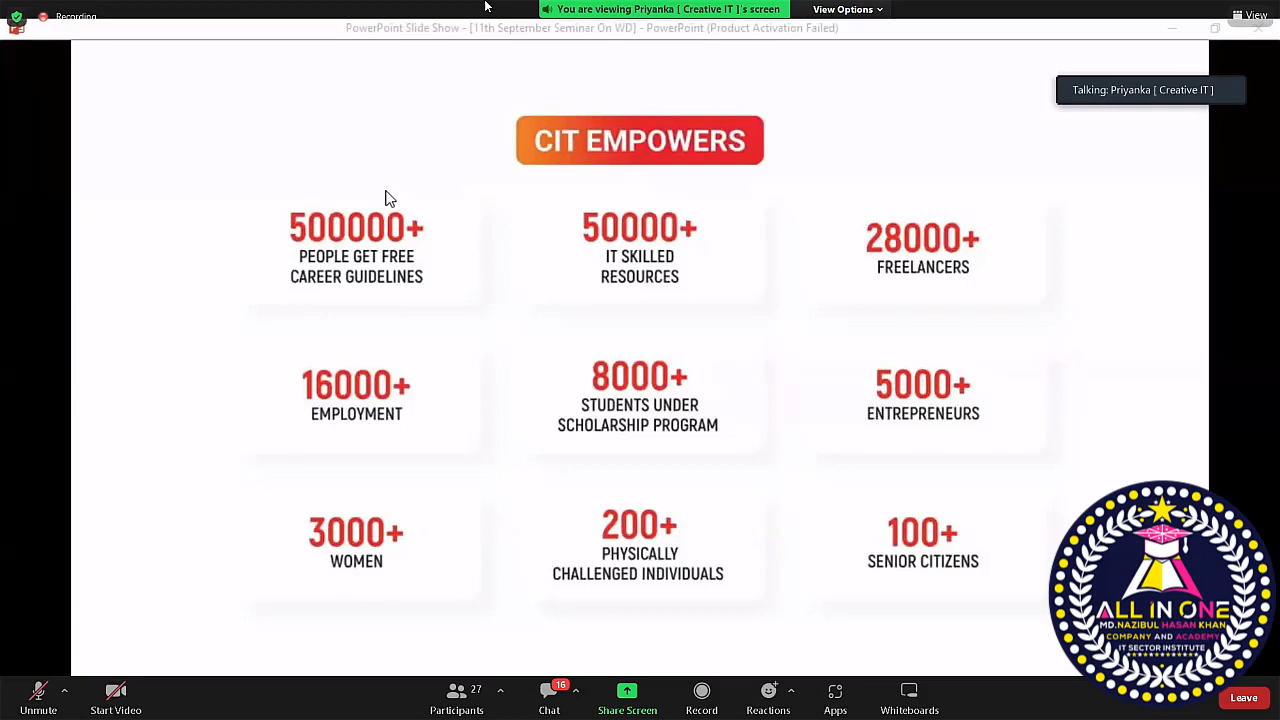 Recording
You are viewing Priyanka [ Creative IT ]'s screen
View Options
View
PowerPoint Slide Show - [11th September Seminar On WD] - PowerPoint (Product Activation Failed)
Talking: Priyanka [ Creative IT ]
CIT EMPOWERS
500000+
PEOPLE GET FREE
CAREER GUIDELINES
50000+
IT SKILLED
RESOURCES
28000+
FREELANCERS
16000+
EMPLOYMENT
8000+
STUDENTS UNDER
SCHOLARSHIP PROGRAM
5000+
ENTREPRENEURS
3000+
WOMEN
200+
PHYSICALLY
CHALLENGED INDIVIDUALS
100+
SENIOR CITIZENS
ALL IN ONE
MD.NAZIBUL HASAN KHAN
COMPANY AND ACADEMY
IT SECTOR INSTITUTE
Unmute
Start Video
27
Participants
16
Chat
Share Screen
Record
Reactions
Apps
Whiteboards
Leave